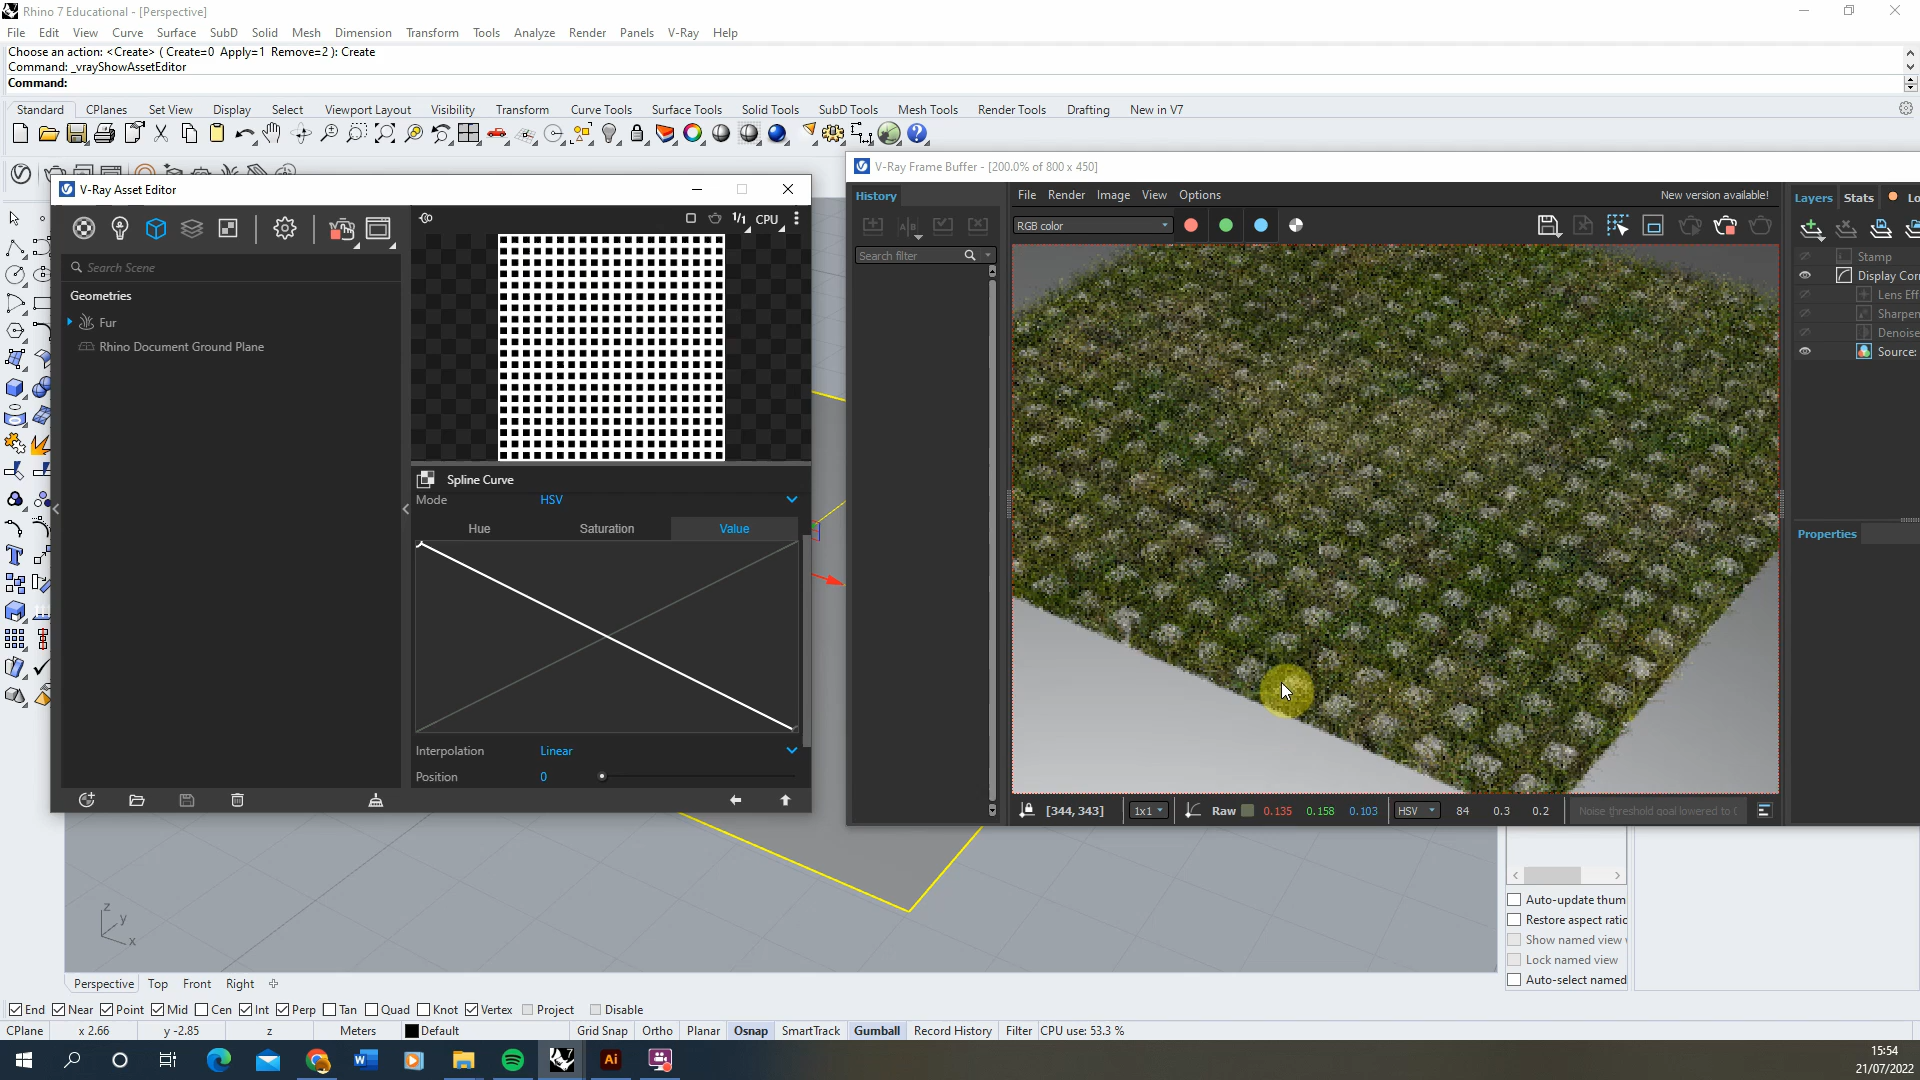 Rhino 7 Educational - [Perspective]
File Edit View Curve Surface SubD Solid Mesh Dimension Transform Tools Analyze Render Panels V-Ray Help
Choose an action: <Create> ( Create=0 Apply=1 Remove=2 ): Create
Command: _vrayShowAssetEditor
Command:
Standard CPlanes Set View Display Select Viewport Layout Visibility Transform Curve Tools Surface Tools Solid Tools SubD Tools Mesh Tools Render Tools Drafting New in V7
V-Ray Asset Editor
1/1 CPU
Search Scene
Geometries
Fur
Rhino Document Ground Plane
Spline Curve
Mode HSV
Hue Saturation Value
Interpolation Linear
Position 0
V-Ray Frame Buffer - [200.0% of 800 x 450]
History
File Render Image View Options
New version available!
RGB color
Search filter
Layers Stats Lo
Stamp
Display Corr
Lens Eff
Sharpen
Denoise
Source:
Properties
[344, 343] 1x1 Raw 0.135 0.158 0.103 HSV 84 0.3 0.2
Noise threshold goal lowered to
Auto-update thum
Restore aspect ratio
Show named view
Lock named view
Auto-select named
z
y
x
Perspective Top Front Right
End Near Point Mid Cen Int Perp Tan Quad Knot Vertex Project Disable
CPlane x 2.66 y -2.85 z Meters Default Grid Snap Ortho Planar Osnap SmartTrack Gumball Record History Filter CPU use: 53.3 %
15:54
21/07/2022